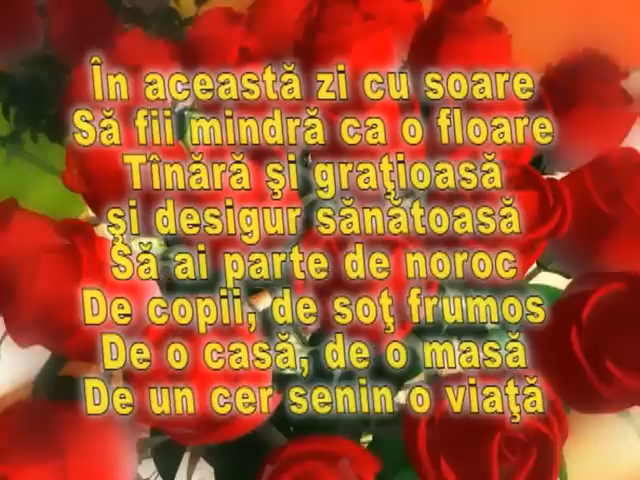 În această zi cu soare
Să fii mindră ca o floare
Tînără şi graţioasă
şi desigur sănătoasă
Să ai parte de noroc
De copii, de soţ frumos
De o casă, de o masă
De un cer senin o viaţă